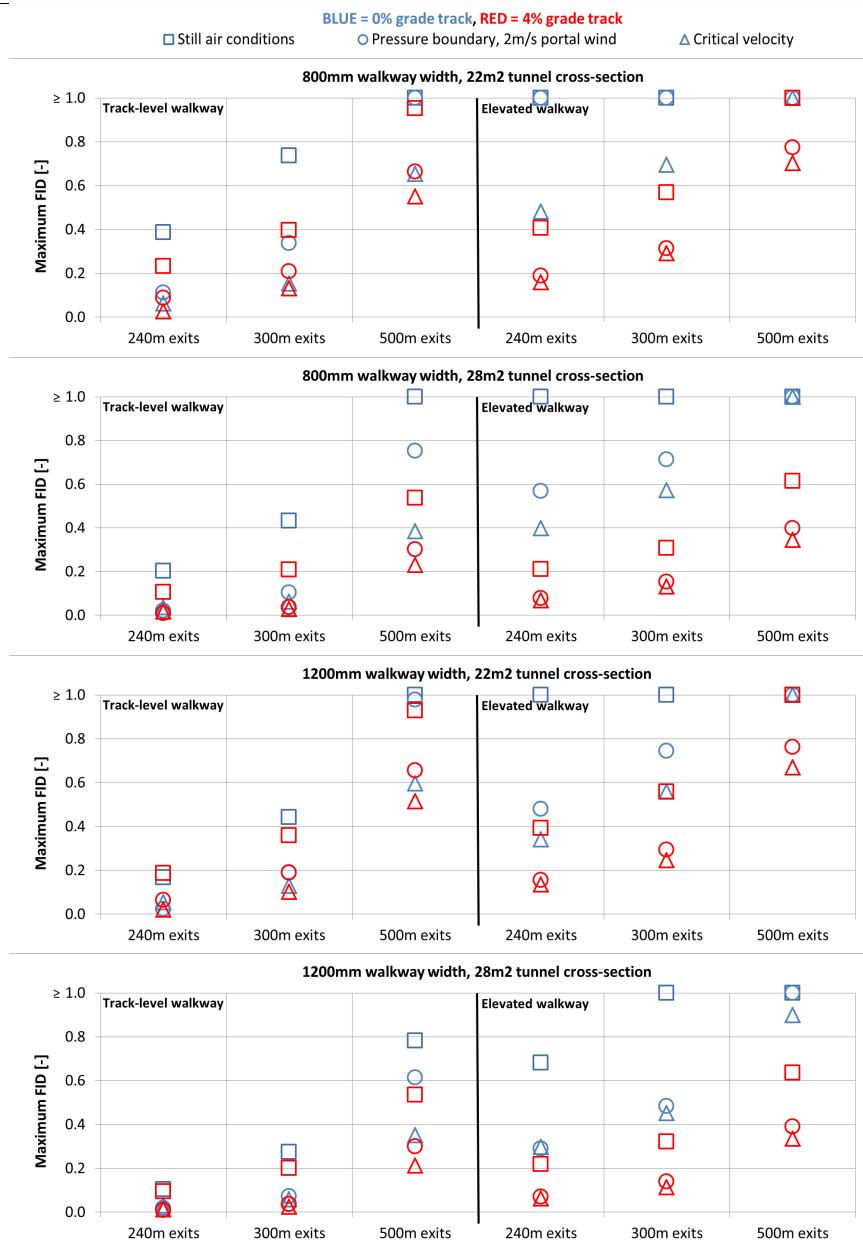 BLUE = 0% grade track, RED = 4% grade track
Still air conditions Pressure boundary, 2m/s portal wind Critical velocity
800mm walkway width, 22m2 tunnel cross-section
Maximum FID [-]
≥ 1.0
0.8
0.6
0.4
0.2
0.0
Track-level walkway
Elevated walkway
240m exits 300m exits 500m exits 240m exits 300m exits 500m exits
800mm walkway width, 28m2 tunnel cross-section
Maximum FID [-]
≥ 1.0
0.8
0.6
0.4
0.2
0.0
Track-level walkway
Elevated walkway
240m exits 300m exits 500m exits 240m exits 300m exits 500m exits
1200mm walkway width, 22m2 tunnel cross-section
Maximum FID [-]
≥ 1.0
0.8
0.6
0.4
0.2
0.0
Track-level walkway
Elevated walkway
240m exits 300m exits 500m exits 240m exits 300m exits 500m exits
1200mm walkway width, 28m2 tunnel cross-section
Maximum FID [-]
≥ 1.0
0.8
0.6
0.4
0.2
0.0
Track-level walkway
Elevated walkway
240m exits 300m exits 500m exits 240m exits 300m exits 500m exits